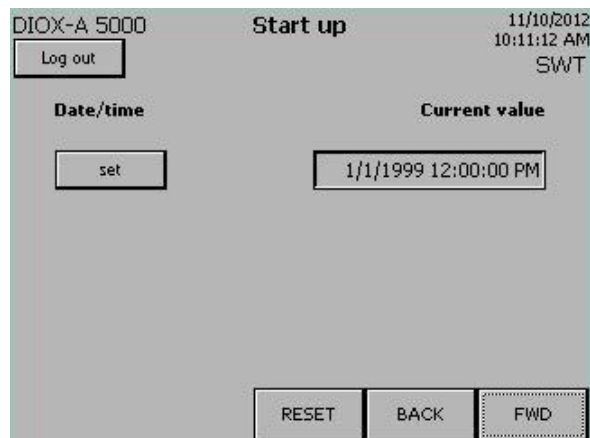 DIOX-A 5000 Start up 11/10/2012
10:11:12 AM
Log out
SWT
Date/time Current value
set 1/1/1999 12:00:00 PM
RESET BACK FWD